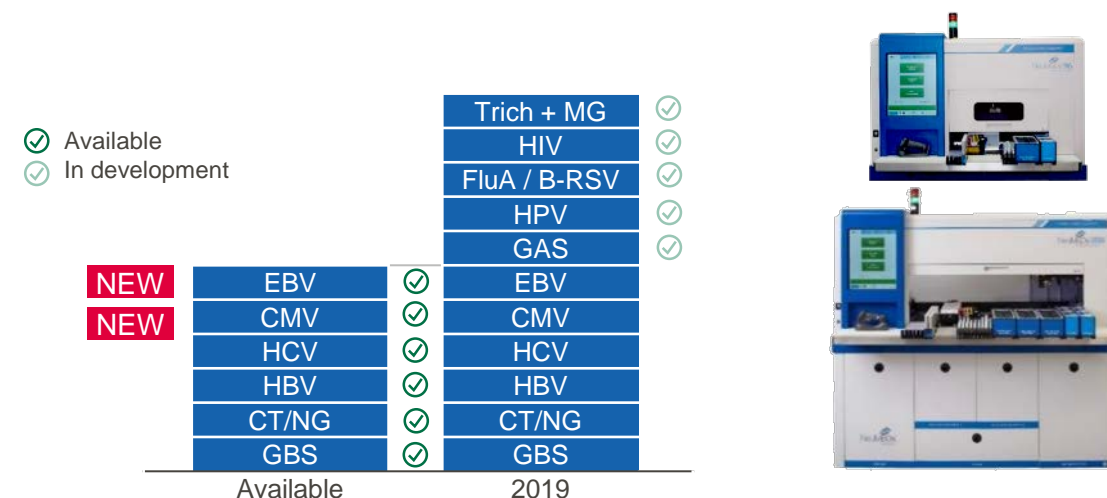 Available
In development
Trich + MG
HIV
FluA / B-RSV
HPV
GAS
NEW
EBV
EBV
NEW
CMV
CMV
HCV
HCV
HBV
HBV
CT/NG
CT/NG
GBS
GBS
Available
2019